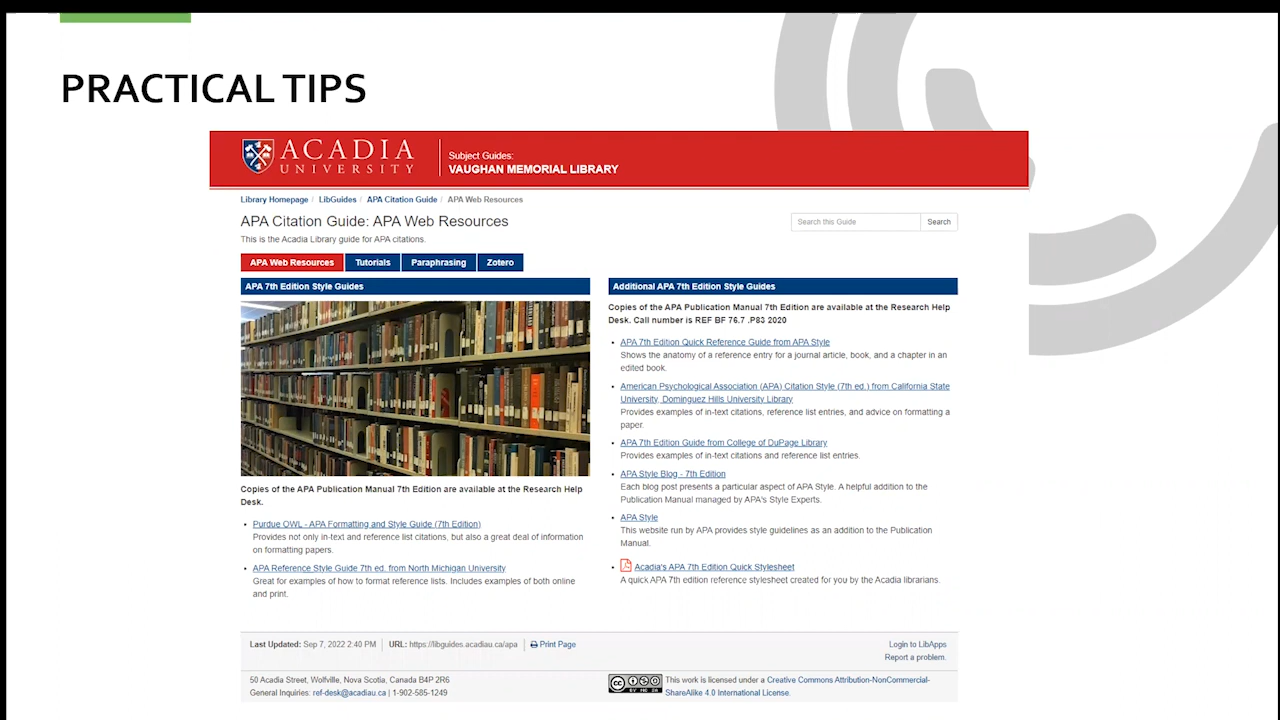 PRACTICAL TIPS
ACADIA
UNIVERSITY
Subject Guides:
VAUGHAN MEMORIAL LIBRARY
Library Homepage / LibGuides / APA Citation Guide / APA Web Resources
APA Citation Guide: APA Web Resources
Search this Guide
Search
This is the Acadia Library guide for APA citations.
APA Web Resources
Tutorials
Paraphrasing
Zotero
APA 7th Edition Style Guides
Copies of the APA Publication Manual 7th Edition are available at the Research Help
Desk.
Purdue OWL - APA Formatting and Style Guide (7th Edition)
Provides not only in-text and reference list citations, but also a great deal of information
on formatting papers.
APA Reference Style Guide 7th ed. from North Michigan University
Great for examples of how to format reference lists. Includes examples of both online
and print.
Additional APA 7th Edition Style Guides
Copies of the APA Publication Manual 7th Edition are available at the Research Help
Desk. Call number is REF BF 76.7 .P83 2020
APA 7th Edition Quick Reference Guide from APA Style
Shows the anatomy of a reference entry for a journal article, book, and a chapter in an
edited book.
American Psychological Association (APA) Citation Style (7th ed.) from California State
University, Dominguez Hills University Library
Provides examples of in-text citations, reference list entries, and advice on formatting a
paper.
APA 7th Edition Guide from College of DuPage Library
Provides examples of in-text citations and reference list entries.
APA Style Blog - 7th Edition
Each blog post presents a particular aspect of APA Style. A helpful addition to the
Publication Manual managed by APA's Style Experts.
APA Style
This website run by APA provides style guidelines as an addition to the Publication
Manual.
Acadia's APA 7th Edition Quick Stylesheet
A quick APA 7th edition reference stylesheet created for you by the Acadia librarians.
Last Updated: Sep 7, 2022 2:40 PM
URL: https://libguides.acadiau.ca/apa
Print Page
Login to LibApps
Report a problem.
50 Acadia Street, Wolfville, Nova Scotia, Canada B4P 2R6
General Inquiries: ref-desk@acadiau.ca | 1-902-585-1249
CC
BY NC SA
This work is licensed under a Creative Commons Attribution-NonCommercial-
ShareAlike 4.0 International License.